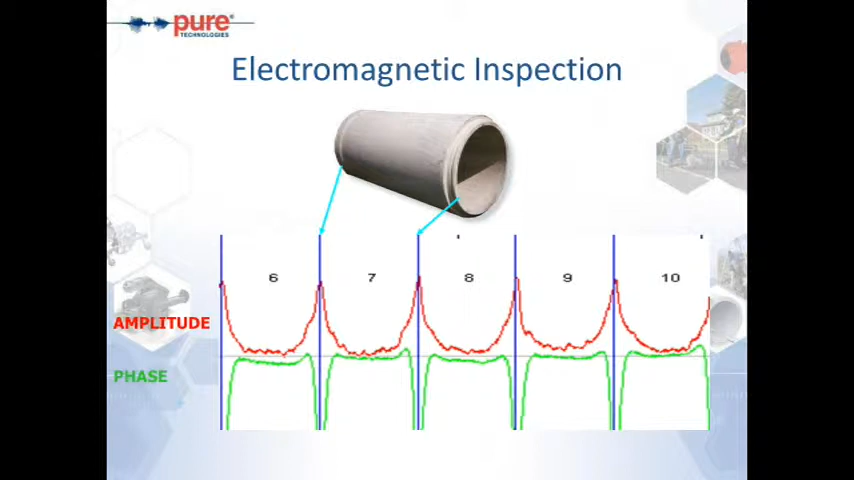 pure
TECHNOLOGIES
Electromagnetic Inspection
6 7 8 9 10
AMPLITUDE
PHASE